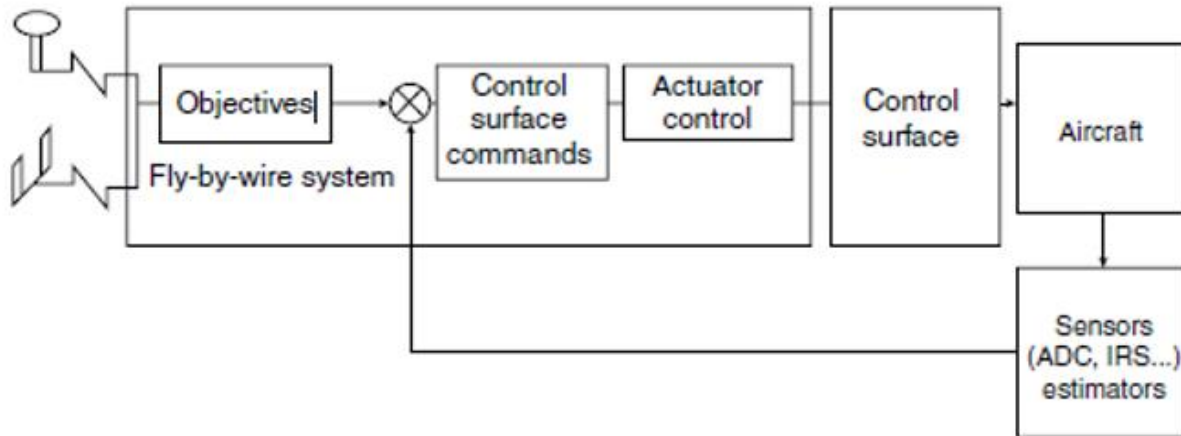 Objectives
Fly-by-wire system
Control
surface
commands
Actuator
control
Control
surface
Aircraft
Sensors
(ADC, IRS...)
estimators